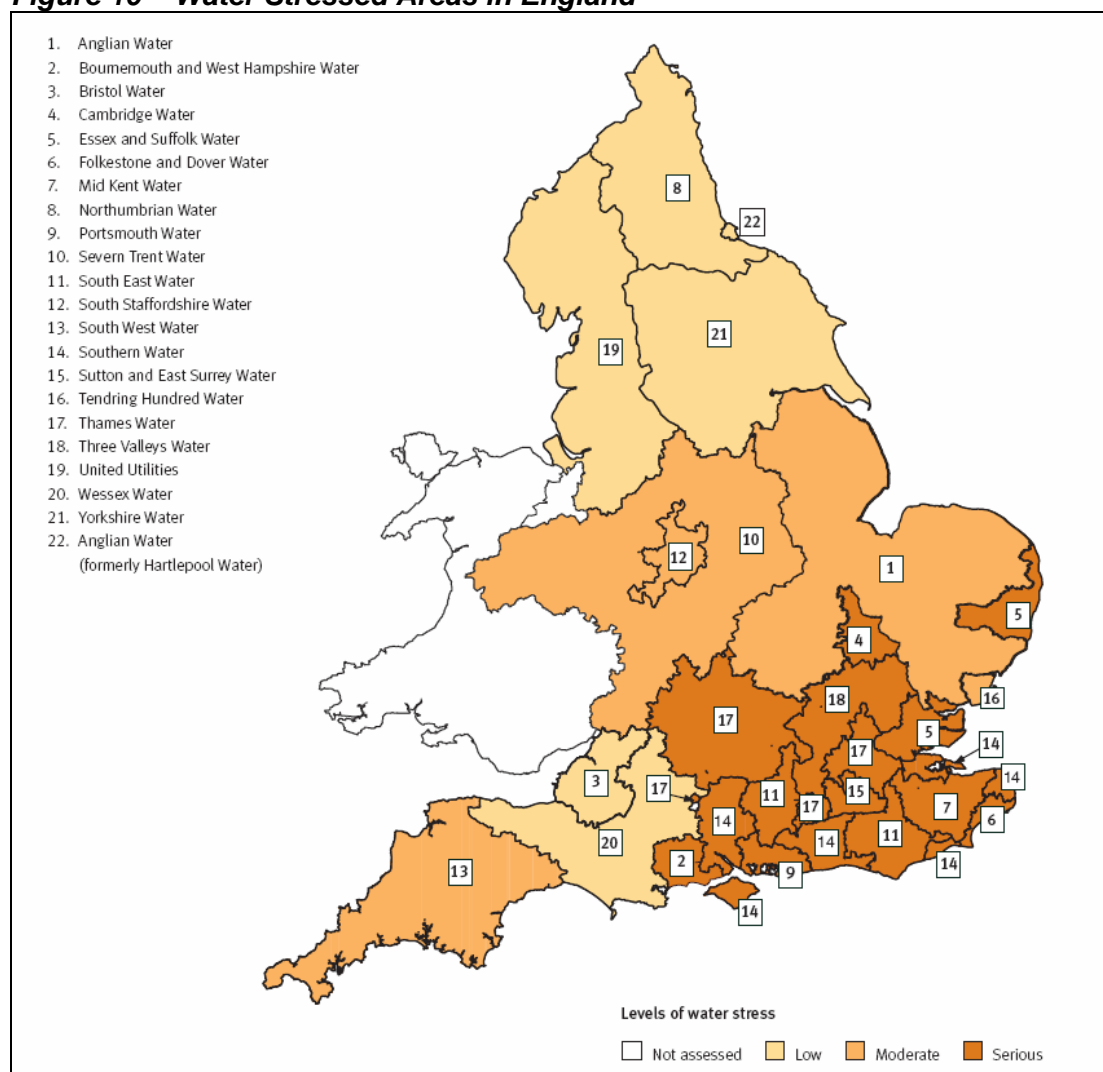 Figure 10 – Water Stressed Areas in England
1. Anglian Water
2. Bournemouth and West Hampshire Water
3. Bristol Water
4. Cambridge Water
5. Essex and Suffolk Water
6. Folkestone and Dover Water
7. Mid Kent Water
8. Northumbrian Water
9. Portsmouth Water
10. Severn Trent Water
11. South East Water
12. South Staffordshire Water
13. South West Water
14. Southern Water
15. Sutton and East Surrey Water
16. Tendring Hundred Water
17. Thames Water
18. Three Valleys Water
19. United Utilities
20. Wessex Water
21. Yorkshire Water
22. Anglian Water
(formerly Hartlepool Water)
8
22
21
19
10
12
1
5
4
16
18
17
5
14
17
14
3
17
11
15
17
7
6
14
14
11
20
2
9
14
13
14
Levels of water stress
Not assessed
Low
Moderate
Serious